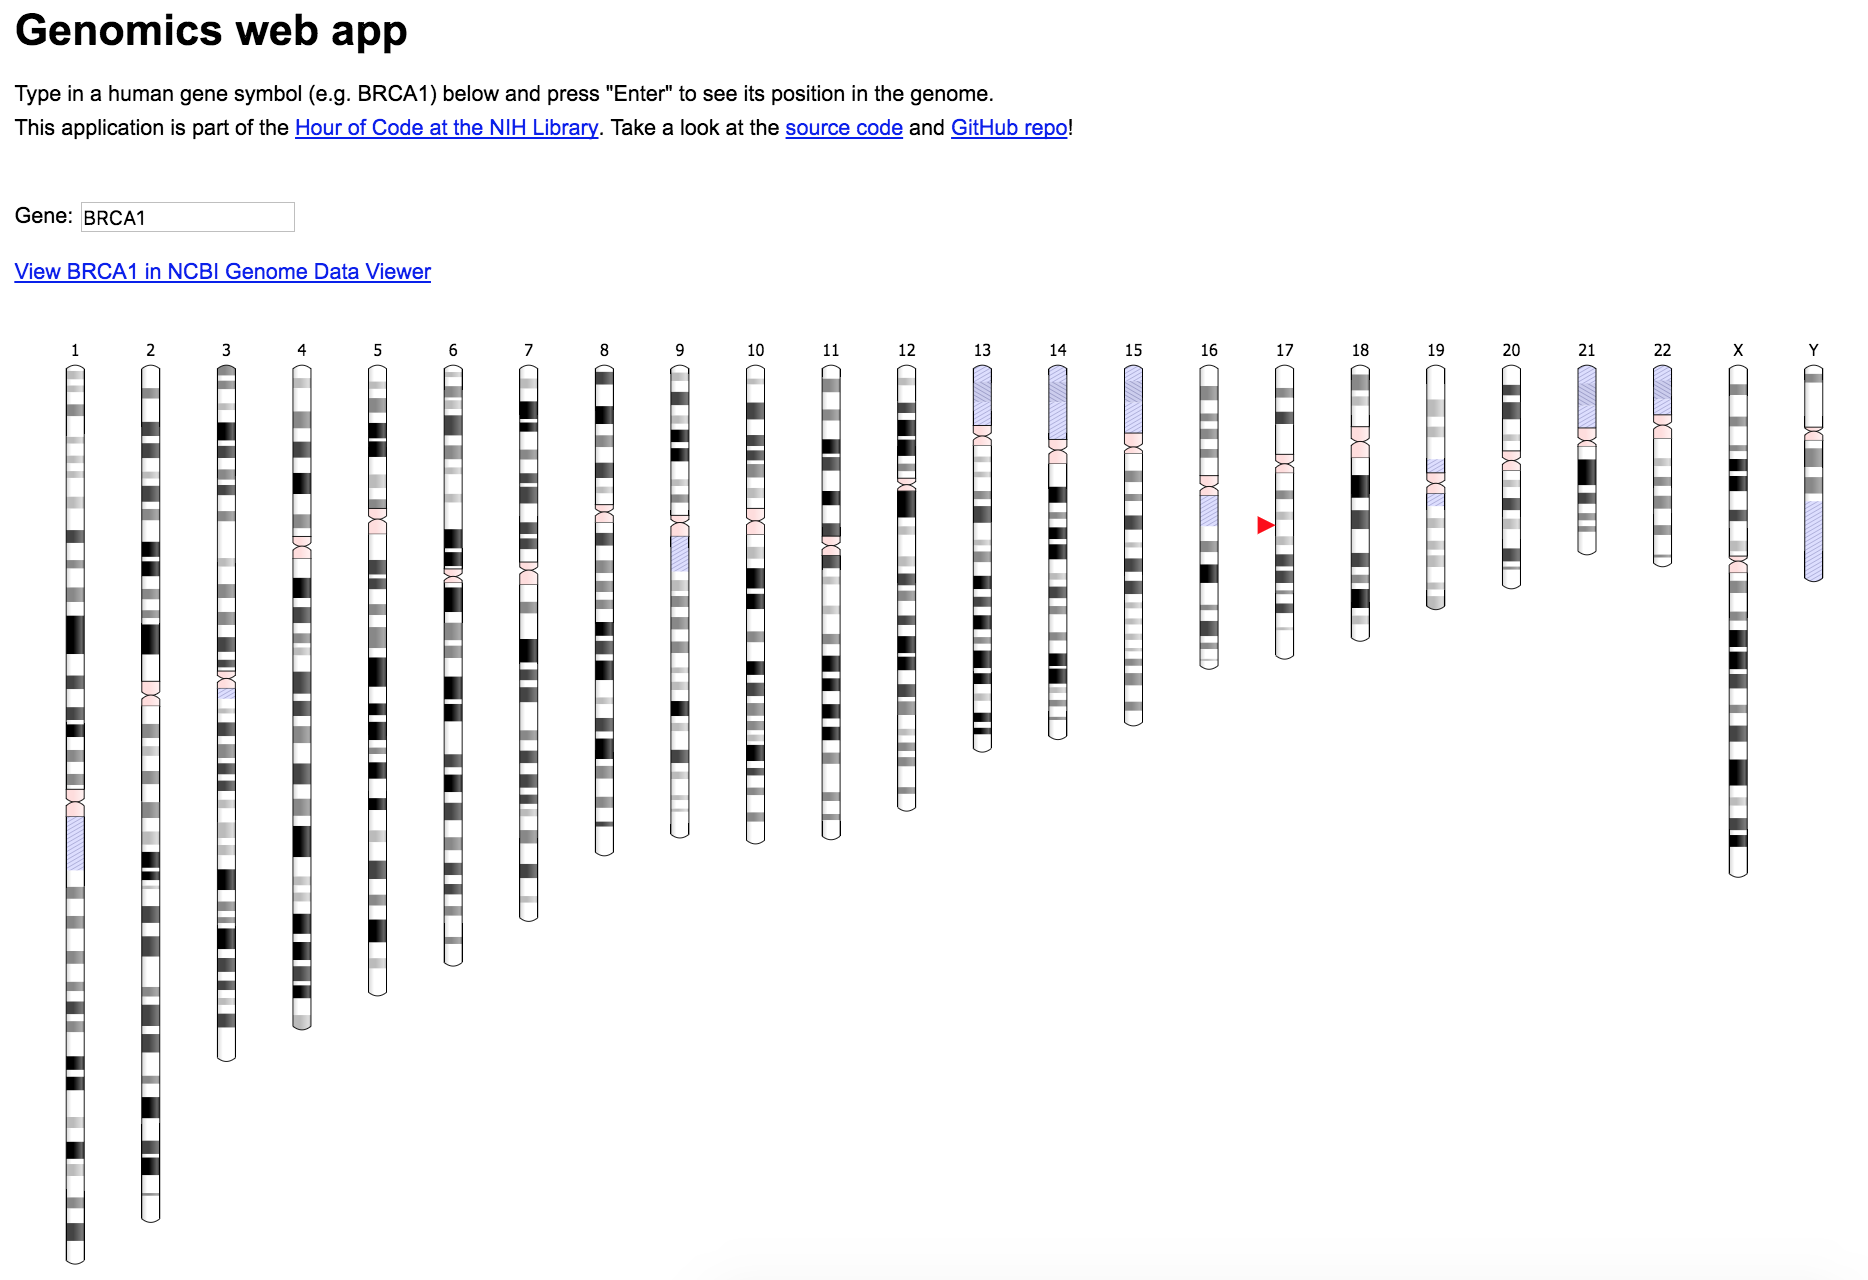 Genomics web app
Type in a human gene symbol (e.g. BRCA1) below and press "Enter" to see its position in the genome.
This application is part of the Hour of Code at the NIH Library. Take a look at the source code and GitHub repo!
Gene: BRCA1
View BRCA1 in NCBI Genome Data Viewer
1 2 3 4 5 6 7 8 9 10 11 12 13 14 15 16 17 18 19 20 21 22 X Y